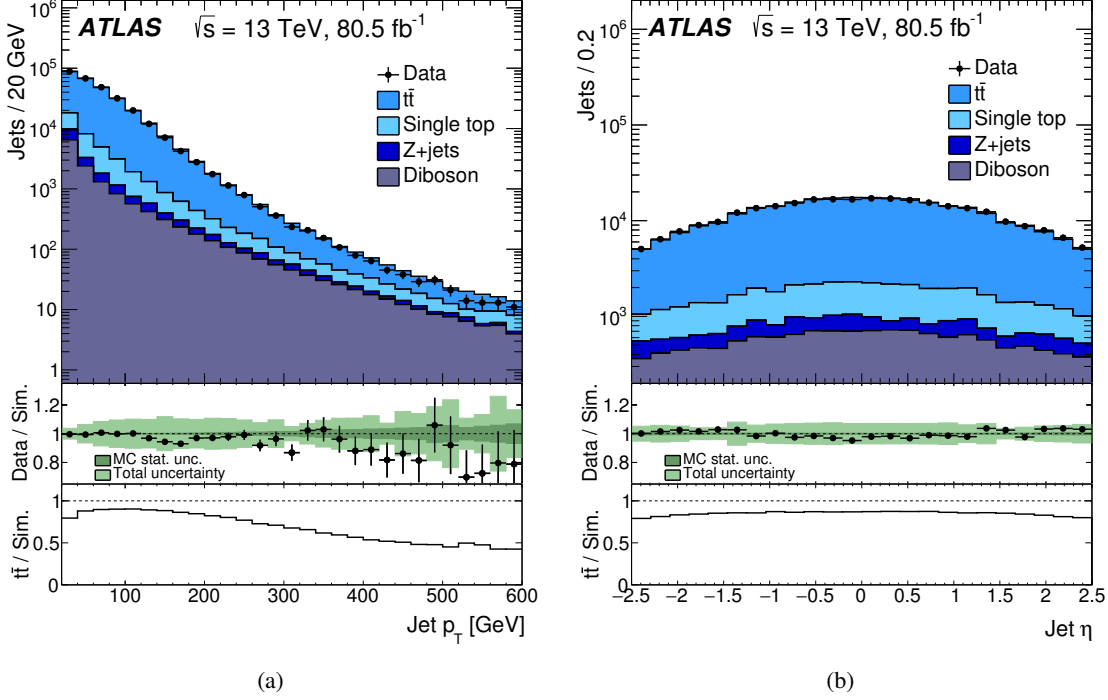 ATLAS √s = 13 TeV, 80.5 fb⁻¹
Jets / 20 GeV
10⁶
10⁵
10⁴
10³
10²
10
1
Data
tt̄
Single top
Z+jets
Diboson
Data / Sim.
1.2
1
0.8
MC stat. unc.
Total uncertainty
tt̄ / Sim.
1
0.5
0
100 200 300 400 500 600
Jet p_T [GeV]
(a)
ATLAS √s = 13 TeV, 80.5 fb⁻¹
Jets / 0.2
10⁶
10⁵
10⁴
10³
Data
tt̄
Single top
Z+jets
Diboson
Data / Sim.
1.2
1
0.8
MC stat. unc.
Total uncertainty
tt̄ / Sim.
1
0.5
0
−2.5 −2 −1.5 −1 −0.5 0 0.5 1 1.5 2 2.5
Jet η
(b)